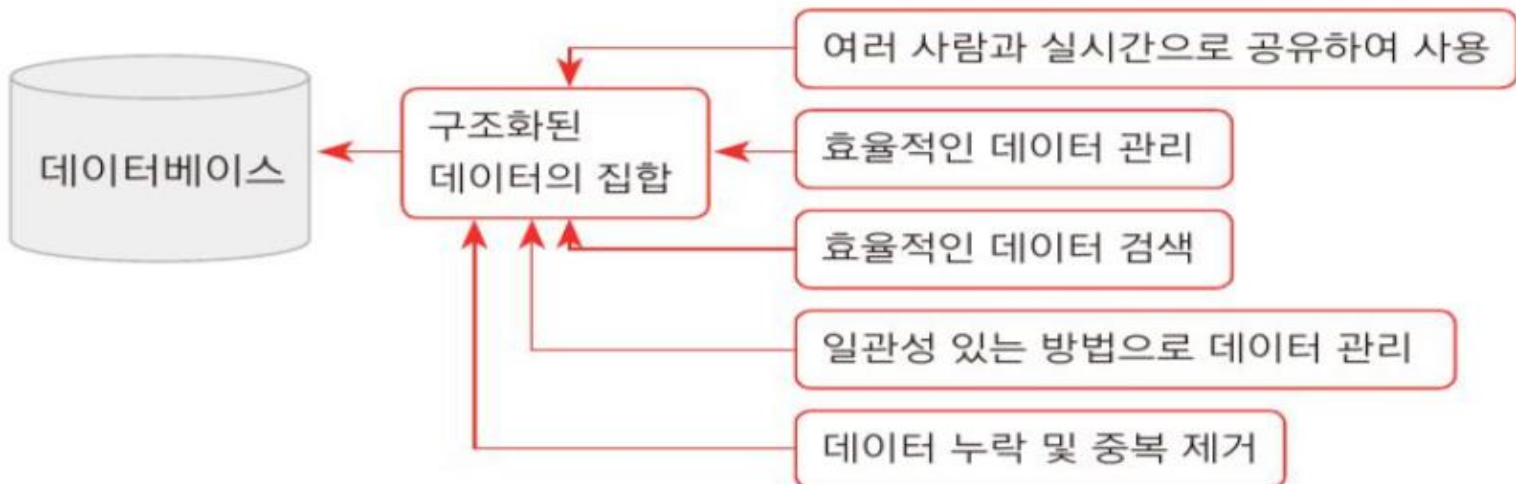 데이터베이스
구조화된
데이터의 집합
여러 사람과 실시간으로 공유하여 사용
효율적인 데이터 관리
효율적인 데이터 검색
일관성 있는 방법으로 데이터 관리
데이터 누락 및 중복 제거